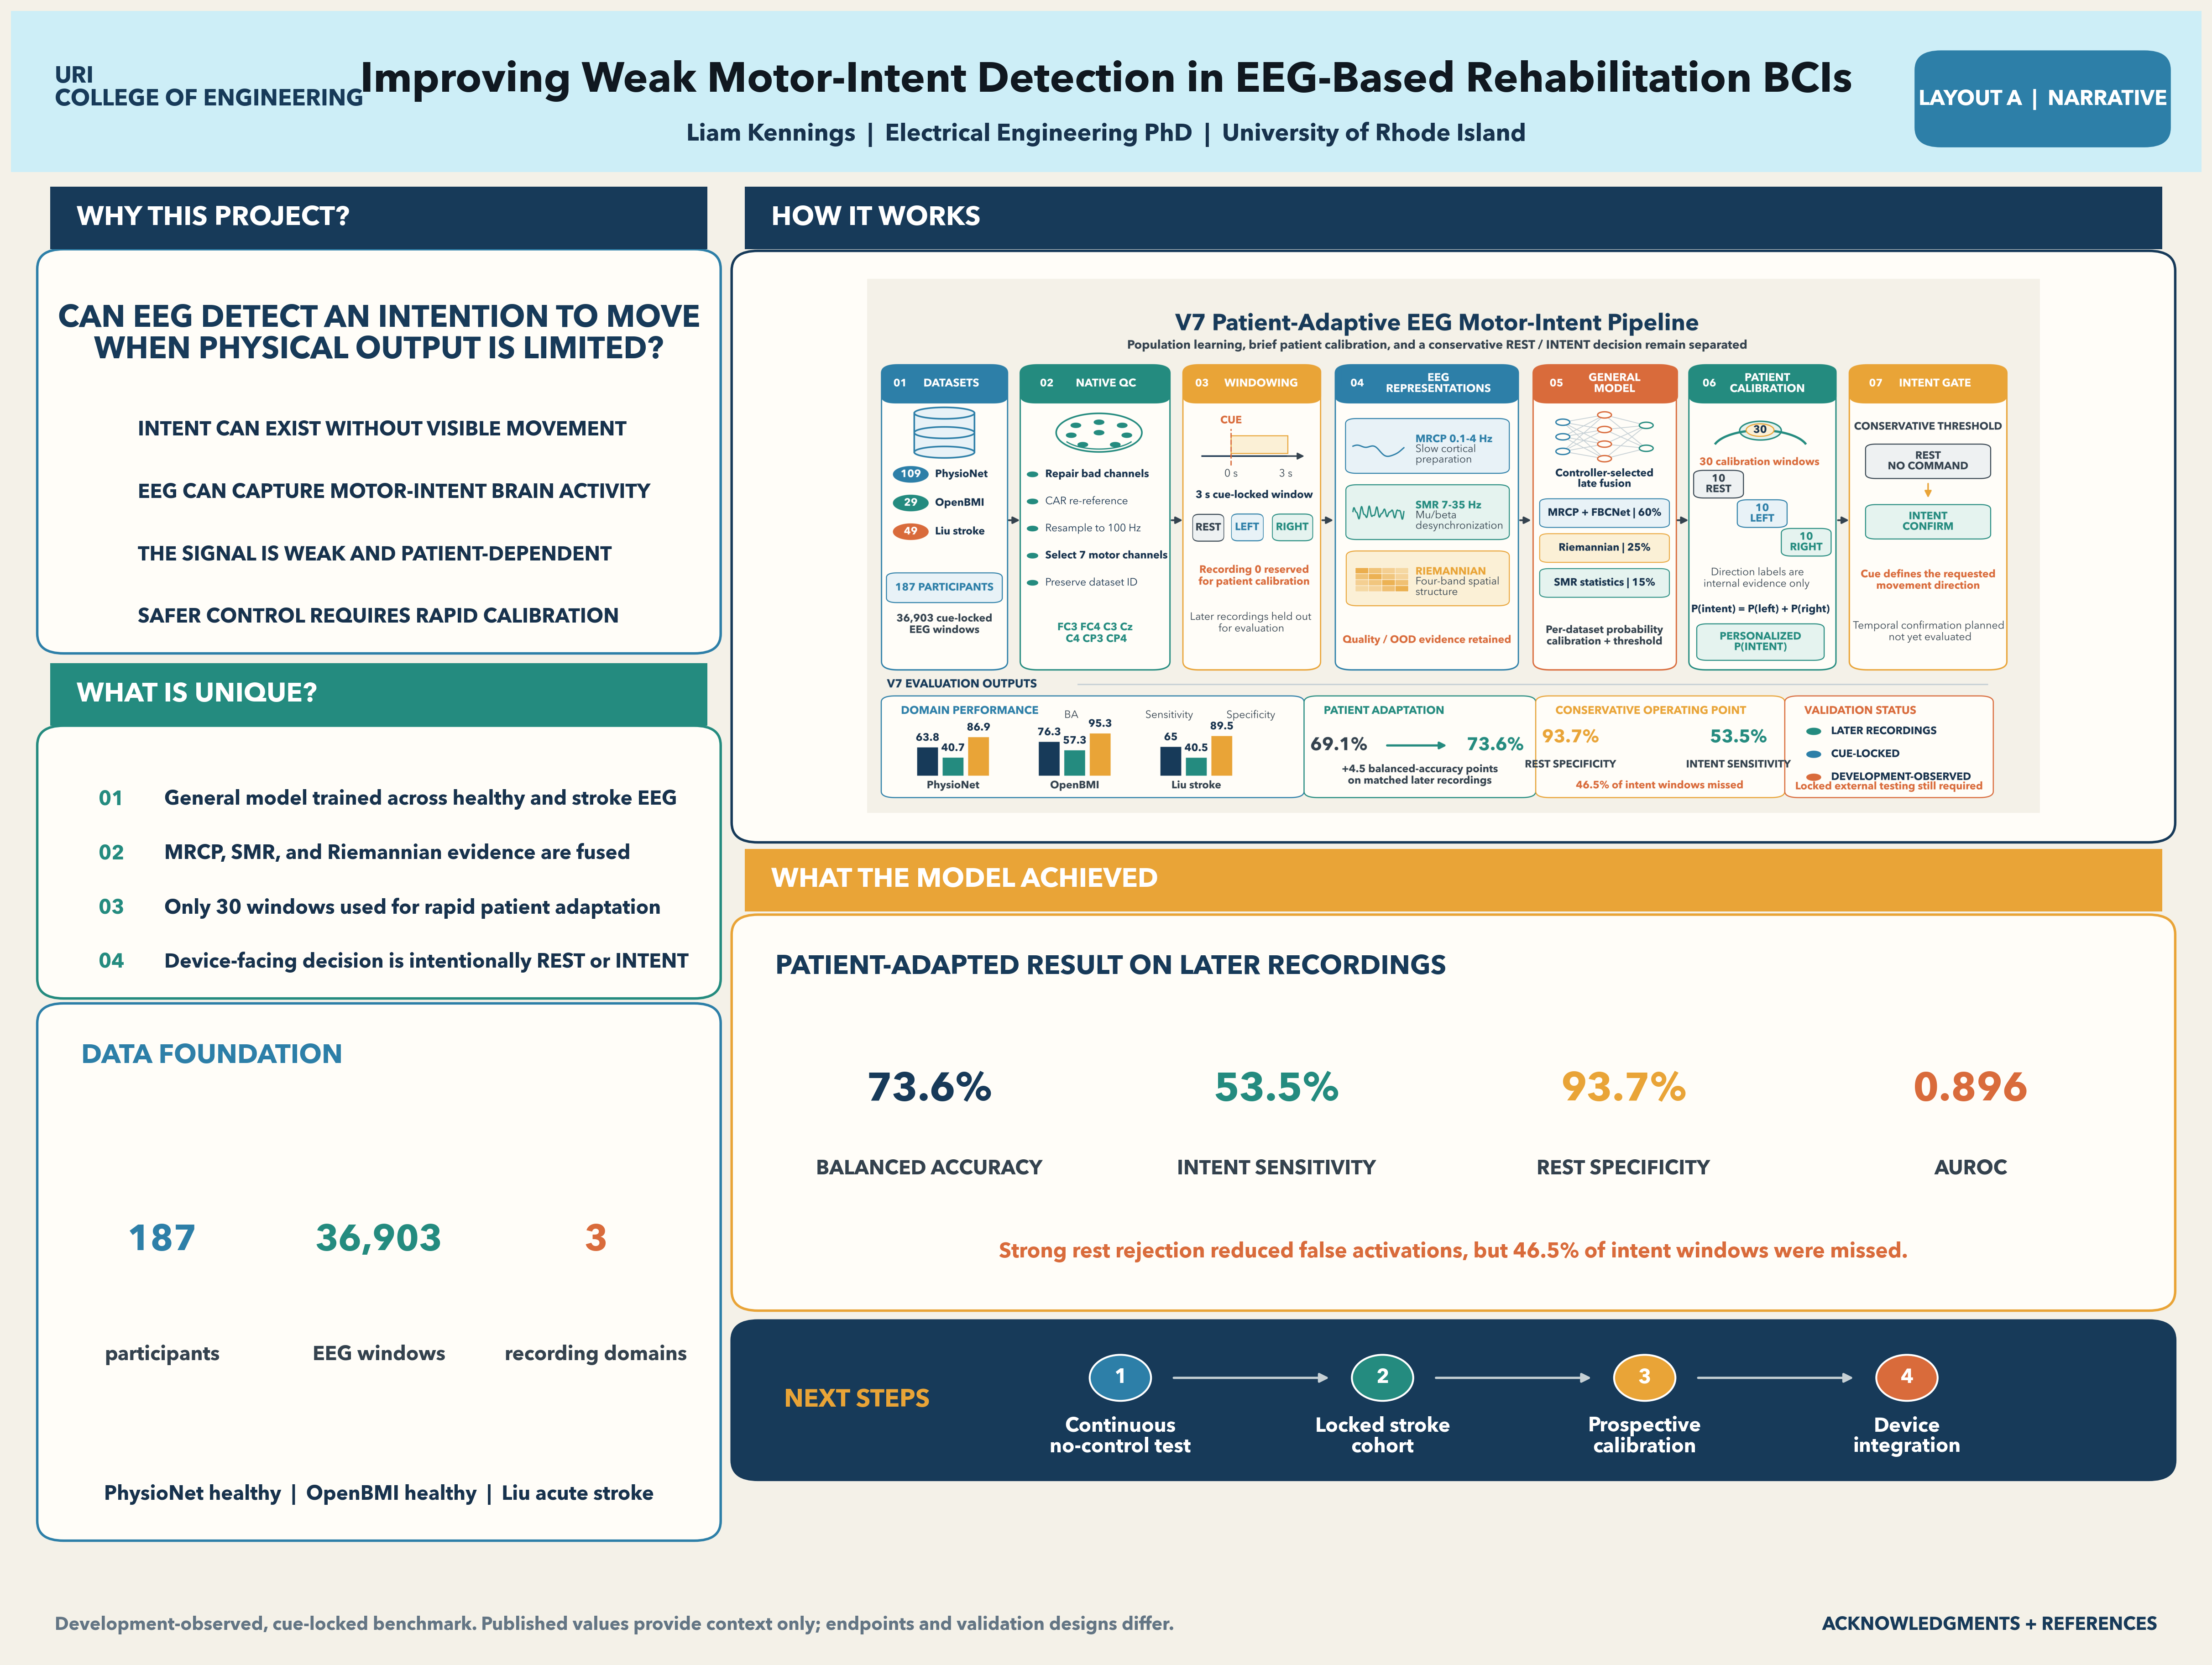 URI
COLLEGE OF ENGINEERING
Improving Weak Motor-Intent Detection in EEG-Based Rehabilitation BCIs
Liam Kennings | Electrical Engineering PhD | University of Rhode Island
LAYOUT A | NARRATIVE
WHY THIS PROJECT?
CAN EEG DETECT AN INTENTION TO MOVE
WHEN PHYSICAL OUTPUT IS LIMITED?
INTENT CAN EXIST WITHOUT VISIBLE MOVEMENT
EEG CAN CAPTURE MOTOR-INTENT BRAIN ACTIVITY
THE SIGNAL IS WEAK AND PATIENT-DEPENDENT
SAFER CONTROL REQUIRES RAPID CALIBRATION
WHAT IS UNIQUE?
01 General model trained across healthy and stroke EEG
02 MRCP, SMR, and Riemannian evidence are fused
03 Only 30 windows used for rapid patient adaptation
04 Device-facing decision is intentionally REST or INTENT
DATA FOUNDATION
187 36,903 3
participants EEG windows recording domains
PhysioNet healthy | OpenBMI healthy | Liu acute stroke
HOW IT WORKS
V7 Patient-Adaptive EEG Motor-Intent Pipeline
Population learning, brief patient calibration, and a conservative REST / INTENT decision remain separated
01 DATASETS
109 PhysioNet
29 OpenBMI
49 Liu stroke
187 PARTICIPANTS
36,903 cue-locked
EEG windows
02 NATIVE QC
Repair bad channels
CAR re-reference
Resample to 100 Hz
Select 7 motor channels
Preserve dataset ID
FC3 FC4 C3 Cz
C4 CP3 CP4
03 WINDOWING
CUE
0 s 3 s
3 s cue-locked window
REST LEFT RIGHT
Recording 0 reserved
for patient calibration
Later recordings held out
for evaluation
04 EEG
REPRESENTATIONS
MRCP 0.1-4 Hz
Slow cortical
preparation
SMR 7-35 Hz
Mu/beta
desynchronization
RIEMANNIAN
Four-band spatial
structure
Quality / OOD evidence retained
05 GENERAL
MODEL
Controller-selected
late fusion
MRCP + FBCNet | 60%
Riemannian | 25%
SMR statistics | 15%
Per-dataset probability
calibration + threshold
06 PATIENT
CALIBRATION
30
30 calibration windows
10
REST
10
LEFT
10
RIGHT
Direction labels are
internal evidence only
P(intent) = P(left) + P(right)
PERSONALIZED
P(INTENT)
07 INTENT GATE
CONSERVATIVE THRESHOLD
REST
NO COMMAND
INTENT
CONFIRM
Cue defines the requested
movement direction
Temporal confirmation planned
not yet evaluated
V7 EVALUATION OUTPUTS
DOMAIN PERFORMANCE BA Sensitivity Specificity
63.8 40.7 86.9
PhysioNet
76.3 57.3 95.3
OpenBMI
65 40.5 89.5
Liu stroke
PATIENT ADAPTATION
69.1% 73.6%
+4.5 balanced-accuracy points
on matched later recordings
CONSERVATIVE OPERATING POINT
93.7% 53.5%
REST SPECIFICITY INTENT SENSITIVITY
46.5% of intent windows missed
VALIDATION STATUS
LATER RECORDINGS
CUE-LOCKED
DEVELOPMENT-OBSERVED
Locked external testing still required
WHAT THE MODEL ACHIEVED
PATIENT-ADAPTED RESULT ON LATER RECORDINGS
73.6% 53.5% 93.7% 0.896
BALANCED ACCURACY INTENT SENSITIVITY REST SPECIFICITY AUROC
Strong rest rejection reduced false activations, but 46.5% of intent windows were missed.
NEXT STEPS
1 2 3 4
Continuous
no-control test
Locked stroke
cohort
Prospective
calibration
Device
integration
Development-observed, cue-locked benchmark. Published values provide context only; endpoints and validation designs differ.
ACKNOWLEDGMENTS + REFERENCES